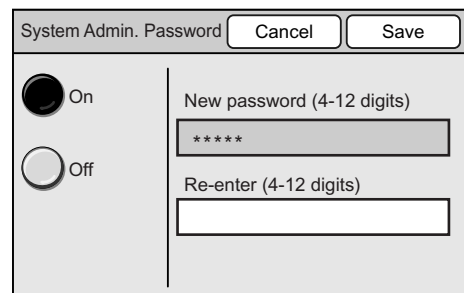 System Admin. Password Cancel Save
On
New password (4-12 digits)
*****
Off
Re-enter (4-12 digits)